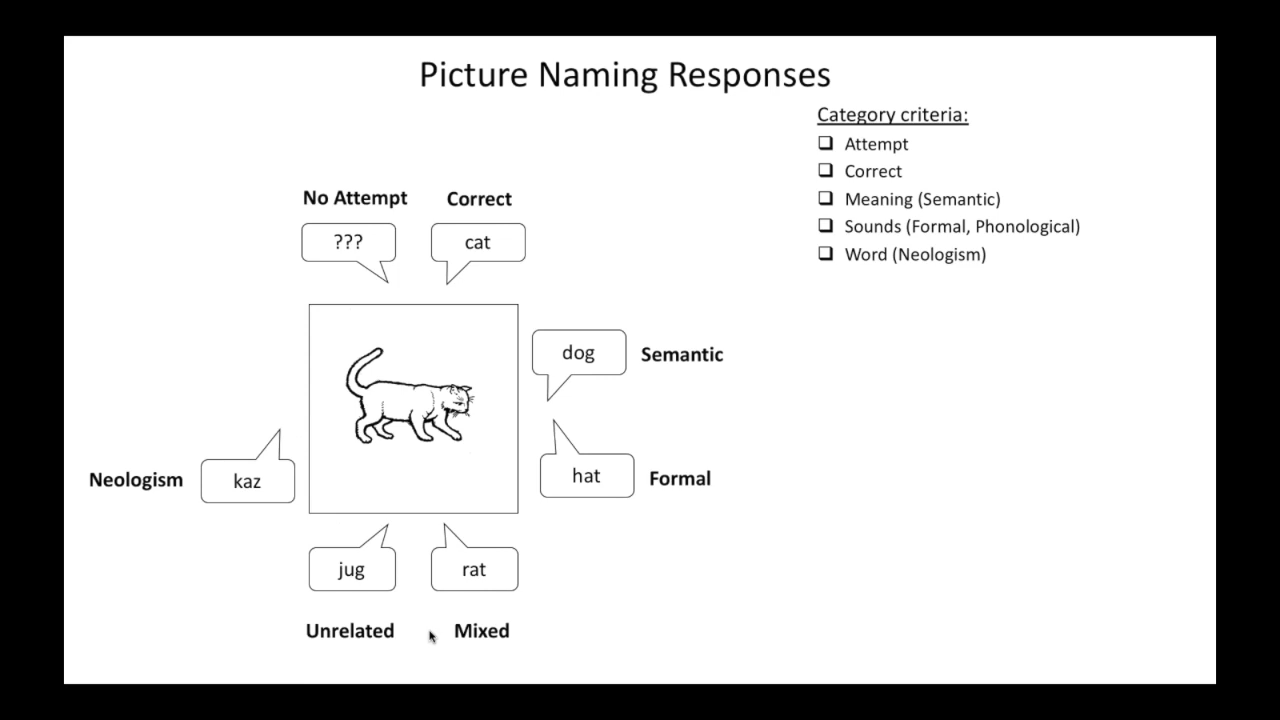 Picture Naming Responses
Category criteria:
Attempt
Correct
Meaning (Semantic)
Sounds (Formal, Phonological)
Word (Neologism)
No Attempt
Correct
???
cat
dog
Semantic
hat
Formal
Neologism
kaz
jug
rat
Unrelated
Mixed